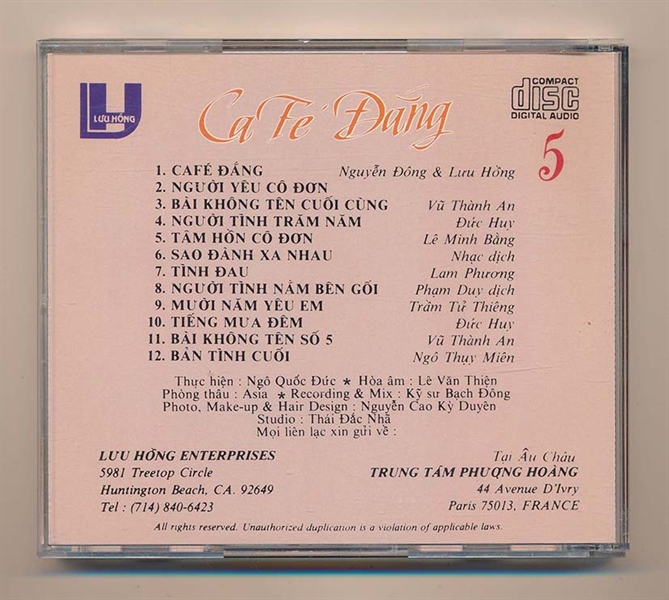 LƯU HỒNG
Café Đắng
COMPACT
disc
DIGITAL AUDIO
5
1. CAFÉ ĐẮNG Nguyễn Đông & Lưu Hồng
2. NGƯỜI YÊU CÔ ĐƠN
3. BÀI KHÔNG TÊN CUỐI CÙNG Vũ Thành An
4. NGƯỜI TÌNH TRĂM NĂM Đức Huy
5. TÂM HỒN CÔ ĐƠN Lê Minh Bằng
6. SAO ĐÀNH XA NHAU Nhạc dịch
7. TÌNH ĐAU Lam Phương
8. NGƯỜI TÌNH NẰM BÊN GỐI Phạm Duy dịch
9. MƯỜI NĂM YÊU EM Trầm Tử Thiêng
10. TIẾNG MƯA ĐÊM Đức Huy
11. BÀI KHÔNG TÊN SỐ 5 Vũ Thành An
12. BẢN TÌNH CUỐI Ngô Thụy Miên
Thực hiện : Ngô Quốc Đức ★ Hòa âm : Lê Văn Thiện
Phòng thâu : Asia ★ Recording & Mix : Kỹ sư Bạch Đông
Photo, Make-up & Hair Design : Nguyễn Cao Kỳ Duyên
Studio : Thái Đắc Nhã
Mọi liên lạc xin gửi về :
LƯU HỒNG ENTERPRISES
5981 Treetop Circle
Huntington Beach, CA. 92649
Tel : (714) 840-6423
Tại Âu Châu
TRUNG TÂM PHƯỢNG HOÀNG
44 Avenue D'Ivry
Paris 75013, FRANCE
All rights reserved. Unauthorized duplication is a violation of applicable laws.